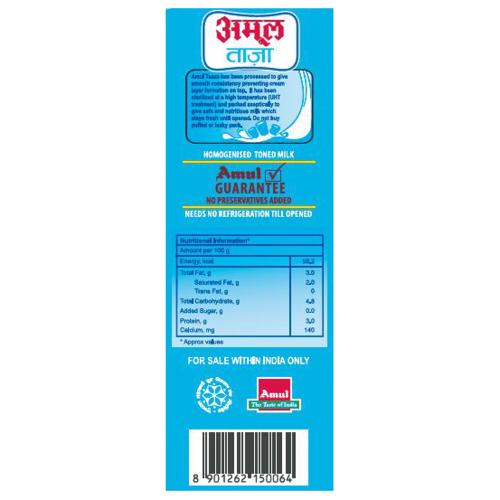 अमूल
ताज़ा
Amul Taaza has been processed to give
smooth consistency preventing cream
layer formation on top. It has been
sterilized at a high temperature (UHT
treatment) and packed aseptically to
give safe and nutritious milk which
stays fresh until opened. Do not buy
puffed or leaky pack.
HOMOGENISED TONED MILK
Amul
GUARANTEE
NO PRESERVATIVES ADDED
NEEDS NO REFRIGERATION TILL OPENED
Nutritional Information*
Amount per 100 g
Energy, kcal 58.2
Total Fat, g 3.0
Saturated Fat, g 2.0
Trans Fat, g 0
Total Carbohydrate, g 4.8
Added Sugar, g 0.0
Protein, g 3.0
Calcium, mg 140
*Approx values
FOR SALE WITHIN INDIA ONLY
Amul
The Taste of India
8 901262 150064